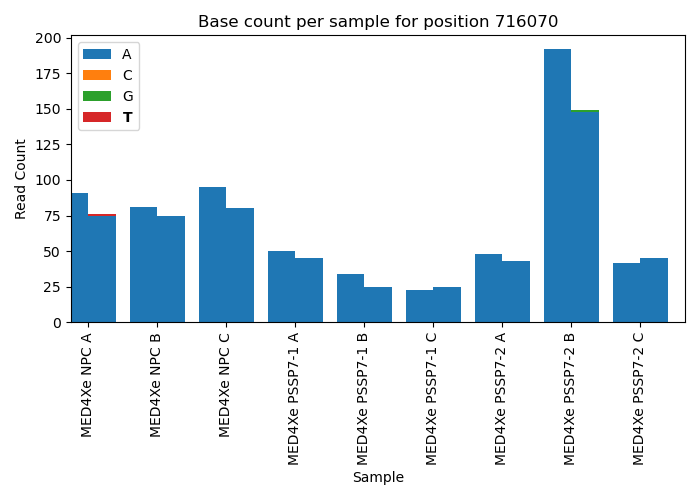 Base count per sample for position 716070
A
C
G
T
Read Count
200
175
150
125
100
75
50
25
0
MED4Xe NPC A
MED4Xe NPC B
MED4Xe NPC C
MED4Xe PSSP7-1 A
MED4Xe PSSP7-1 B
MED4Xe PSSP7-1 C
MED4Xe PSSP7-2 A
MED4Xe PSSP7-2 B
MED4Xe PSSP7-2 C
Sample